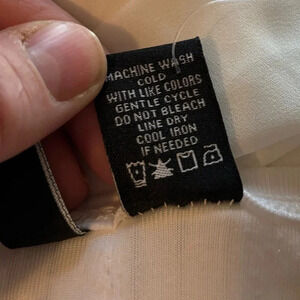 MACHINE WASH
COLD
WITH LIKE COLORS
GENTLE CYCLE
DO NOT BLEACH
LINE DRY
COOL IRON
IF NEEDED